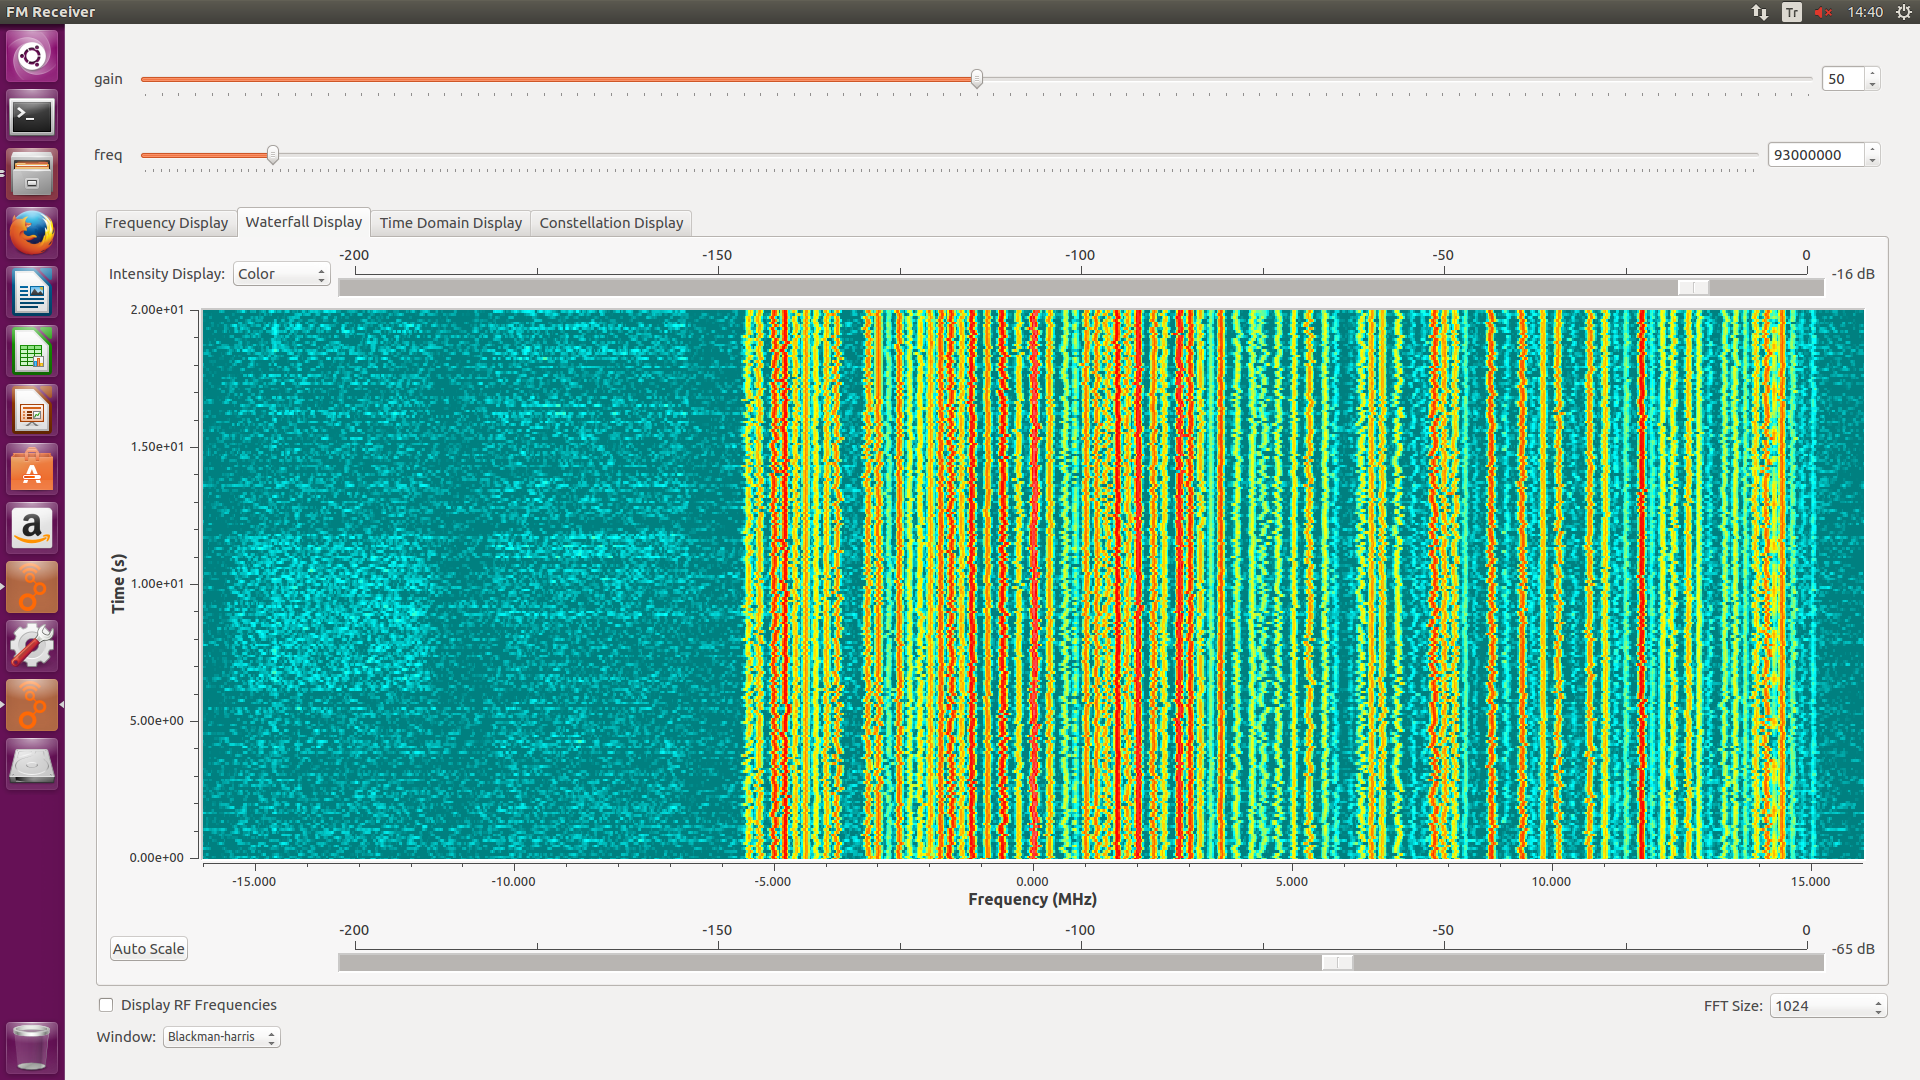 FM Receiver
Tr
14:40
gain
50
freq
93000000
Frequency Display
Waterfall Display
Time Domain Display
Constellation Display
-200 -150 -100 -50 0
Intensity Display: Color
-16 dB
2.00e+01
1.50e+01
1.00e+01
5.00e+00
0.00e+00
Time (s)
-15.000 -10.000 -5.000 0.000 5.000 10.000 15.000
Frequency (MHz)
-200 -150 -100 -50 0
Auto Scale
-65 dB
Display RF Frequencies
FFT Size: 1024
Window: Blackman-harris